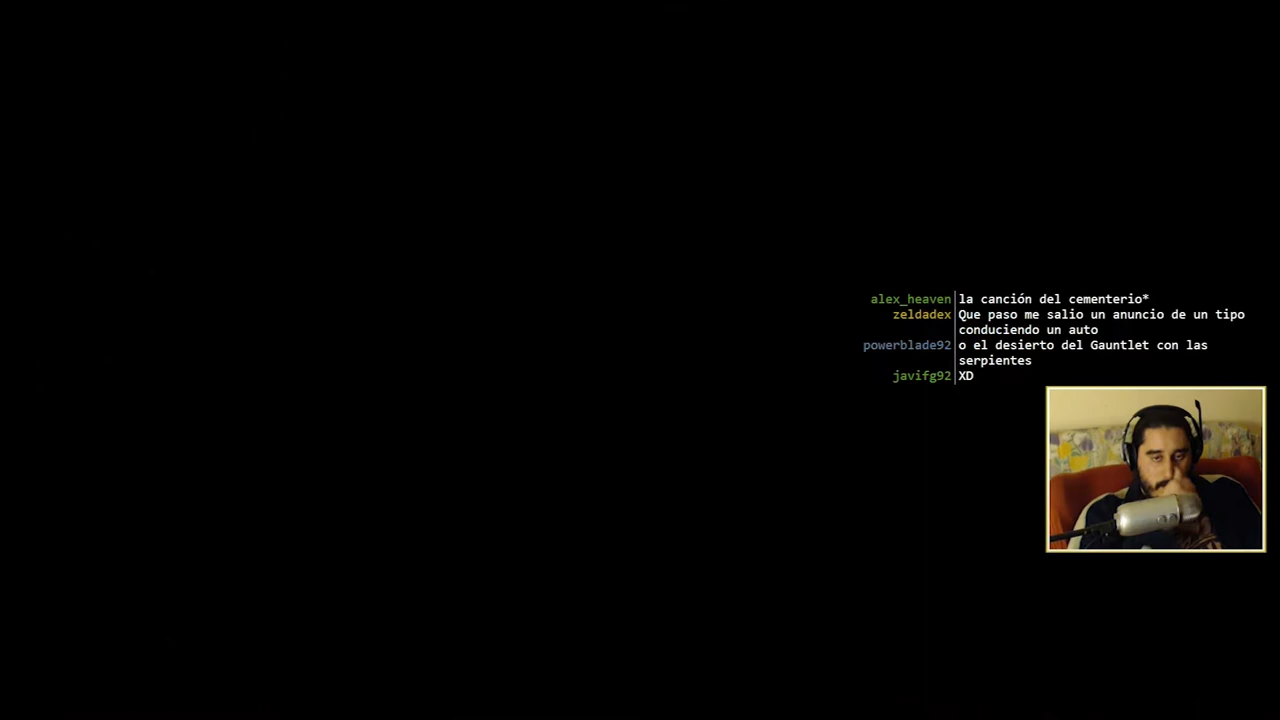 alex_heaven la canción del cementerio*
zeldadex Que paso me salio un anuncio de un tipo
conduciendo un auto
powerblade92 o el desierto del Gauntlet con las
serpientes
javifg92 XD